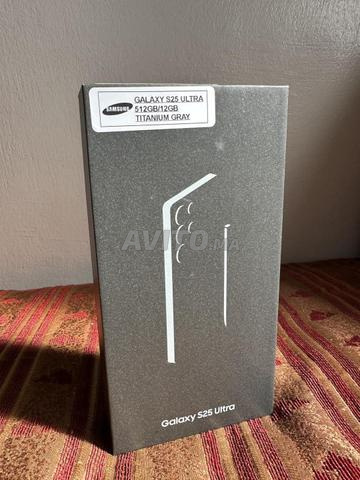 SAMSUNG
GALAXY S25 ULTRA
512GB/12GB
TITANIUM GRAY
AVITO.MA
Galaxy S25 Ultra